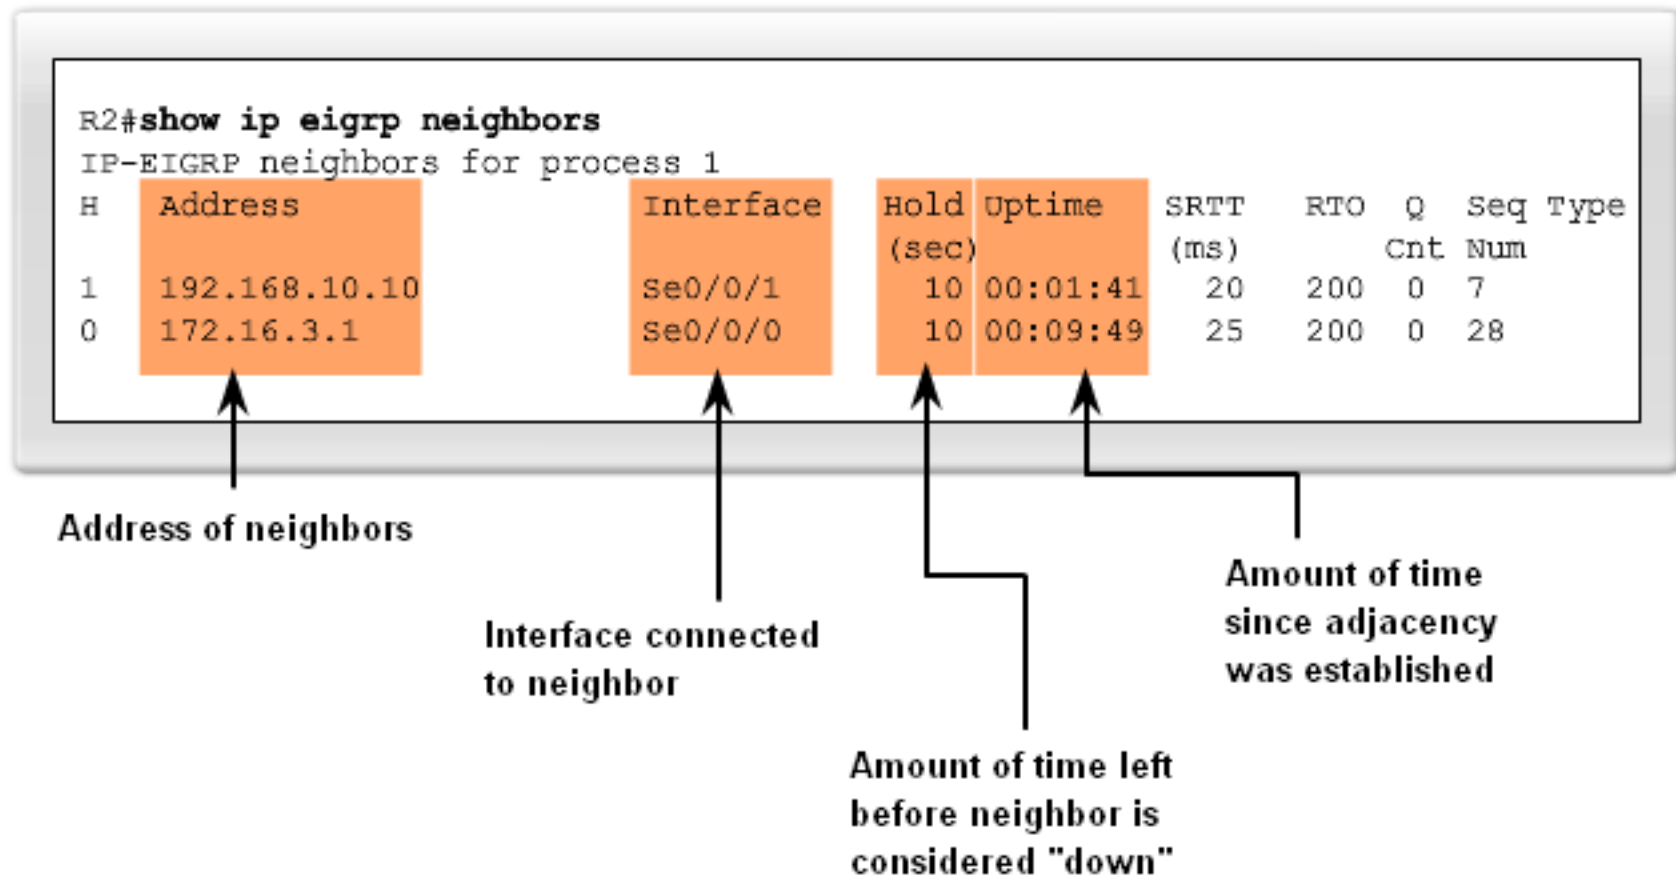 R2#show ip eigrp neighbors
IP-EIGRP neighbors for process 1
H Address Interface Hold Uptime SRTT RTO Q Seq Type
(sec) (ms) Cnt Num
1 192.168.10.10 Se0/0/1 10 00:01:41 20 200 0 7
0 172.16.3.1 Se0/0/0 10 00:09:49 25 200 0 28
Address of neighbors
Interface connected
to neighbor
Amount of time left
before neighbor is
considered "down"
Amount of time
since adjacency
was established